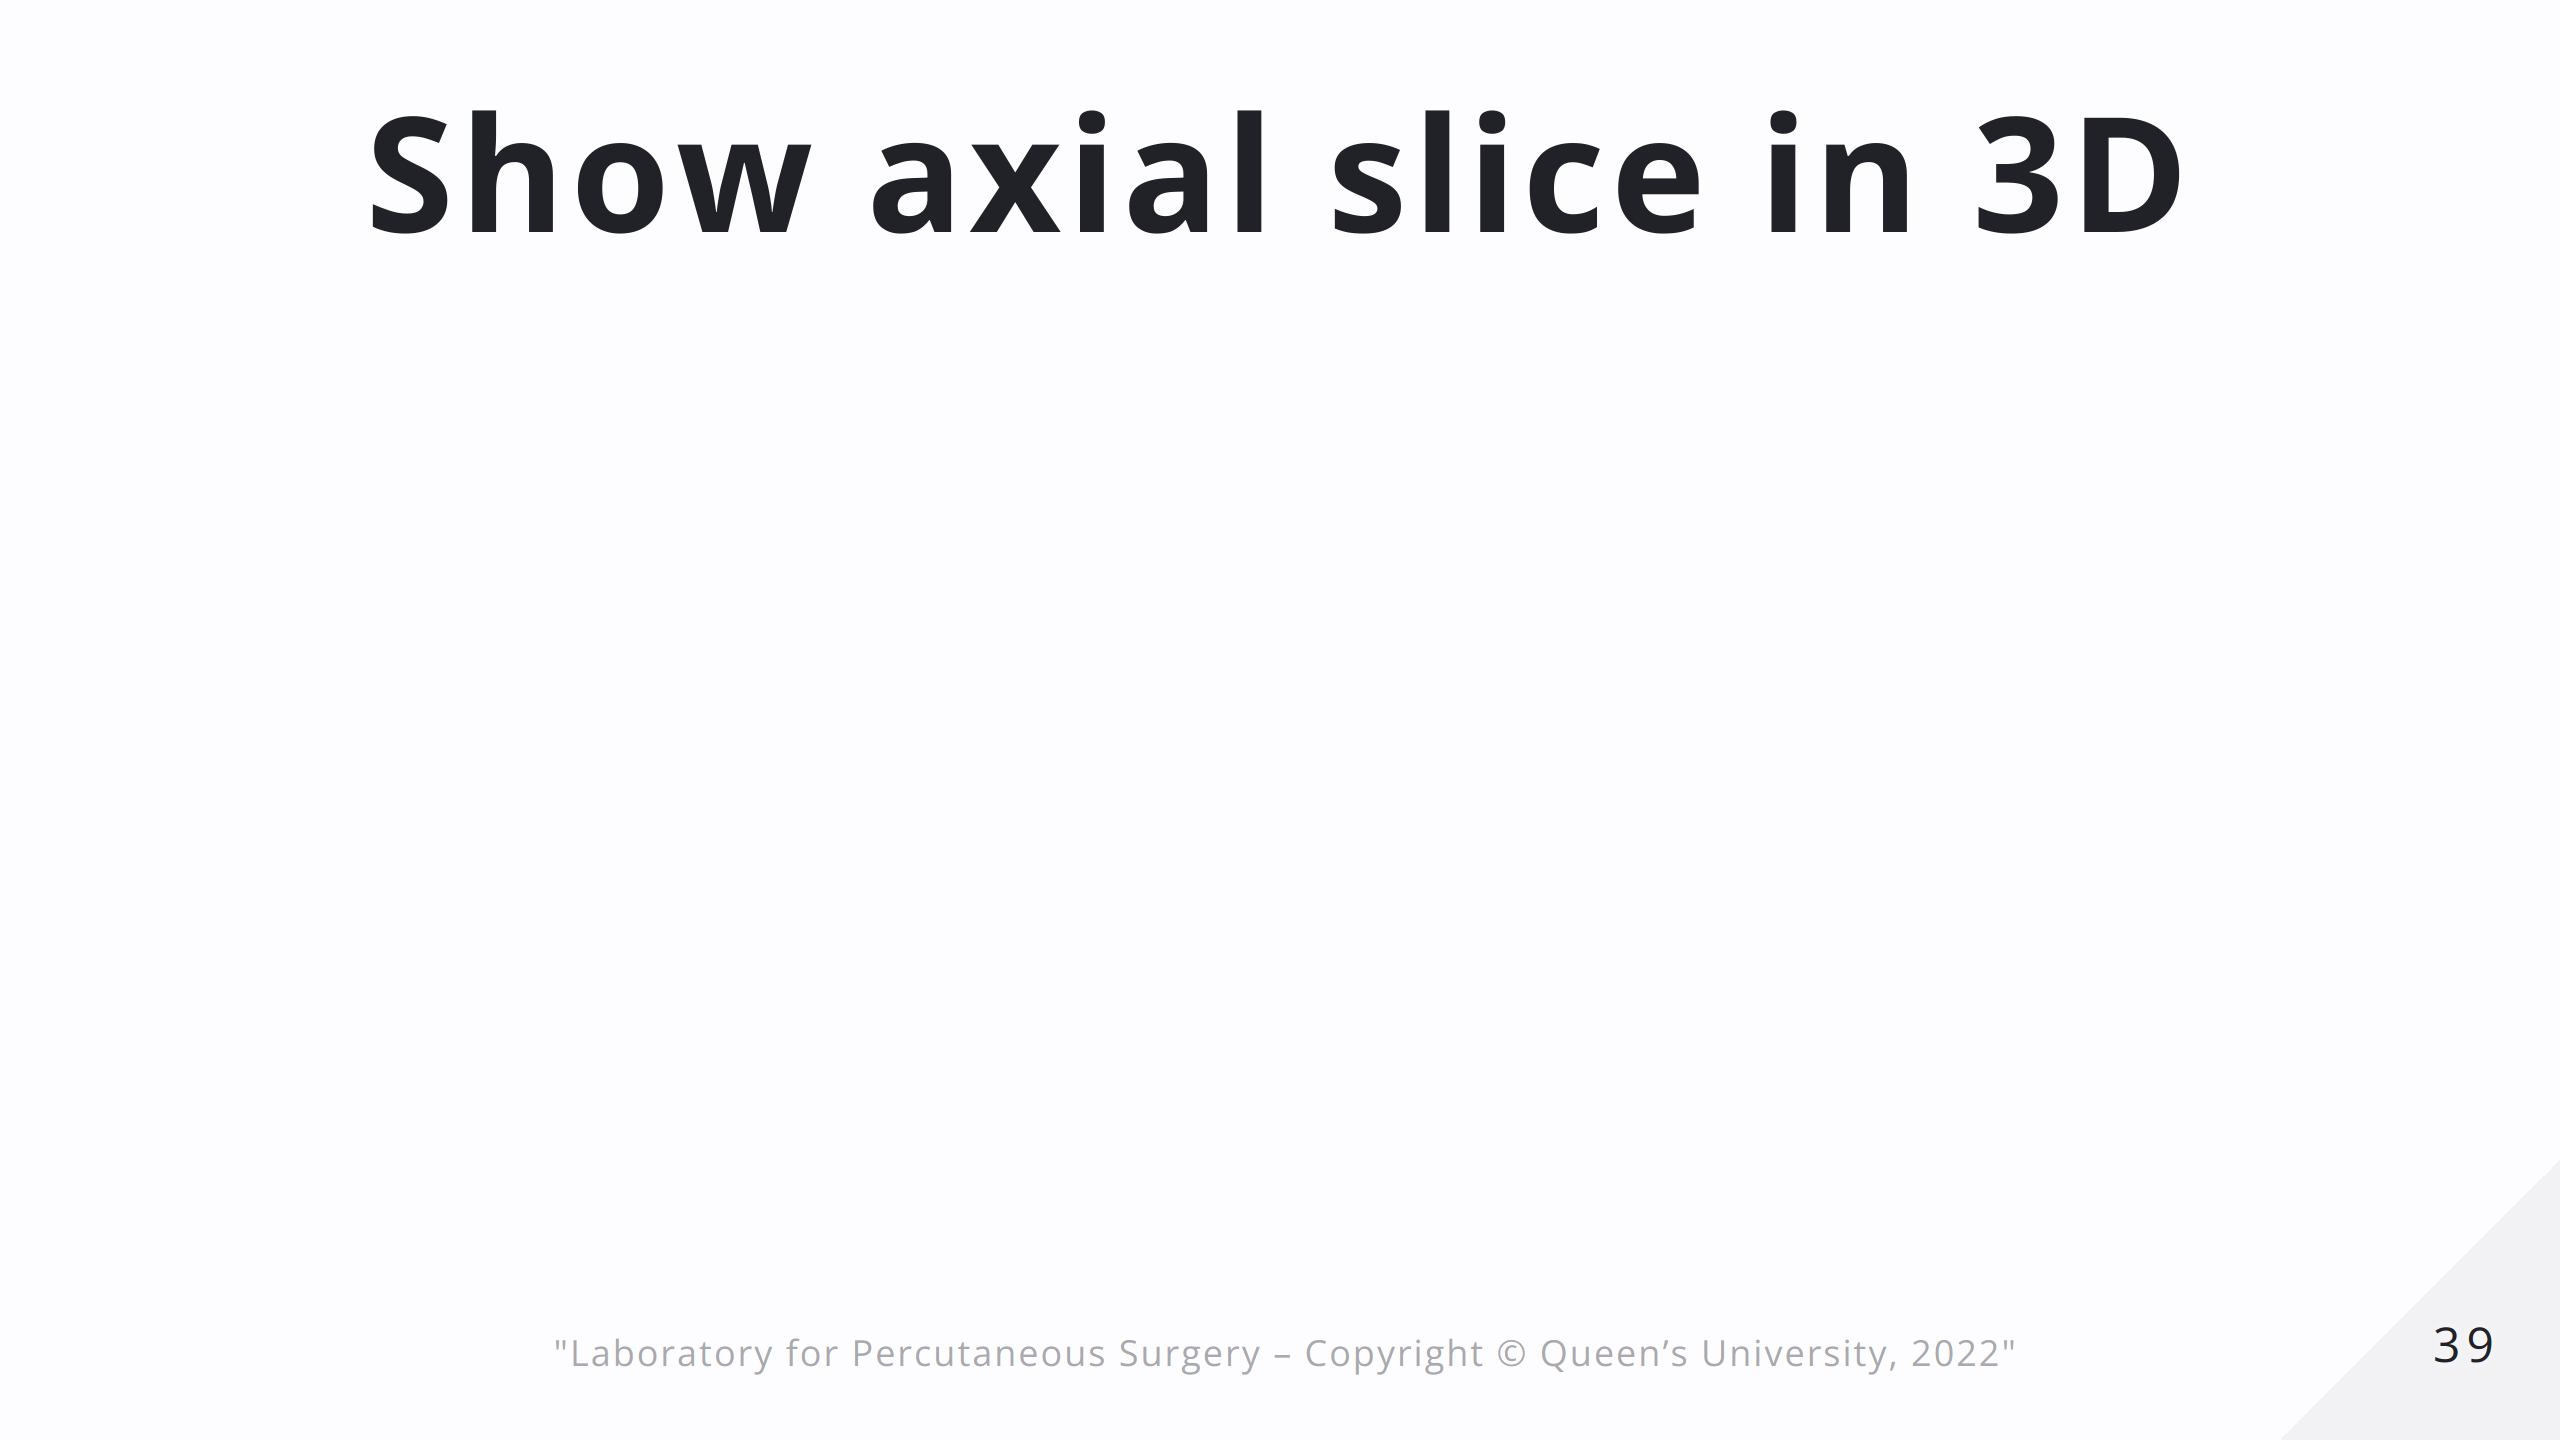 Show axial slice in 3D
"Laboratory for Percutaneous Surgery – Copyright © Queen’s University, 2022"
39